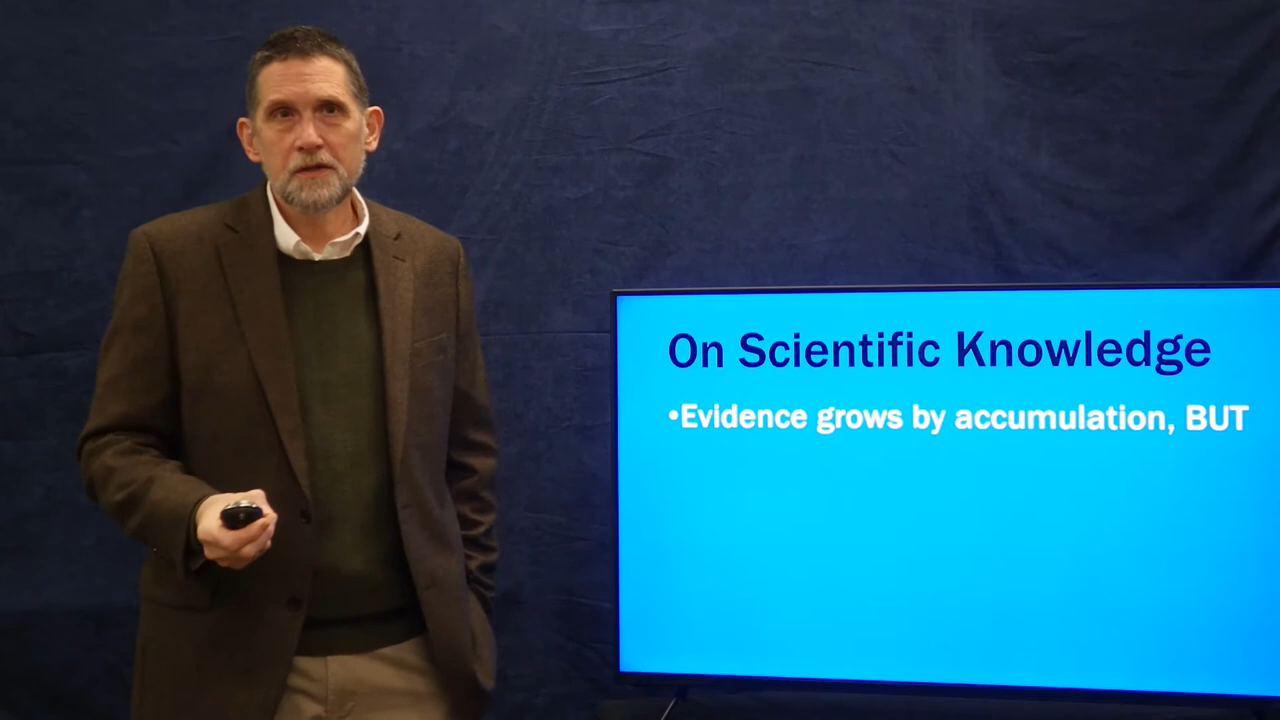 On Scientific Knowledge
•Evidence grows by accumulation, BUT